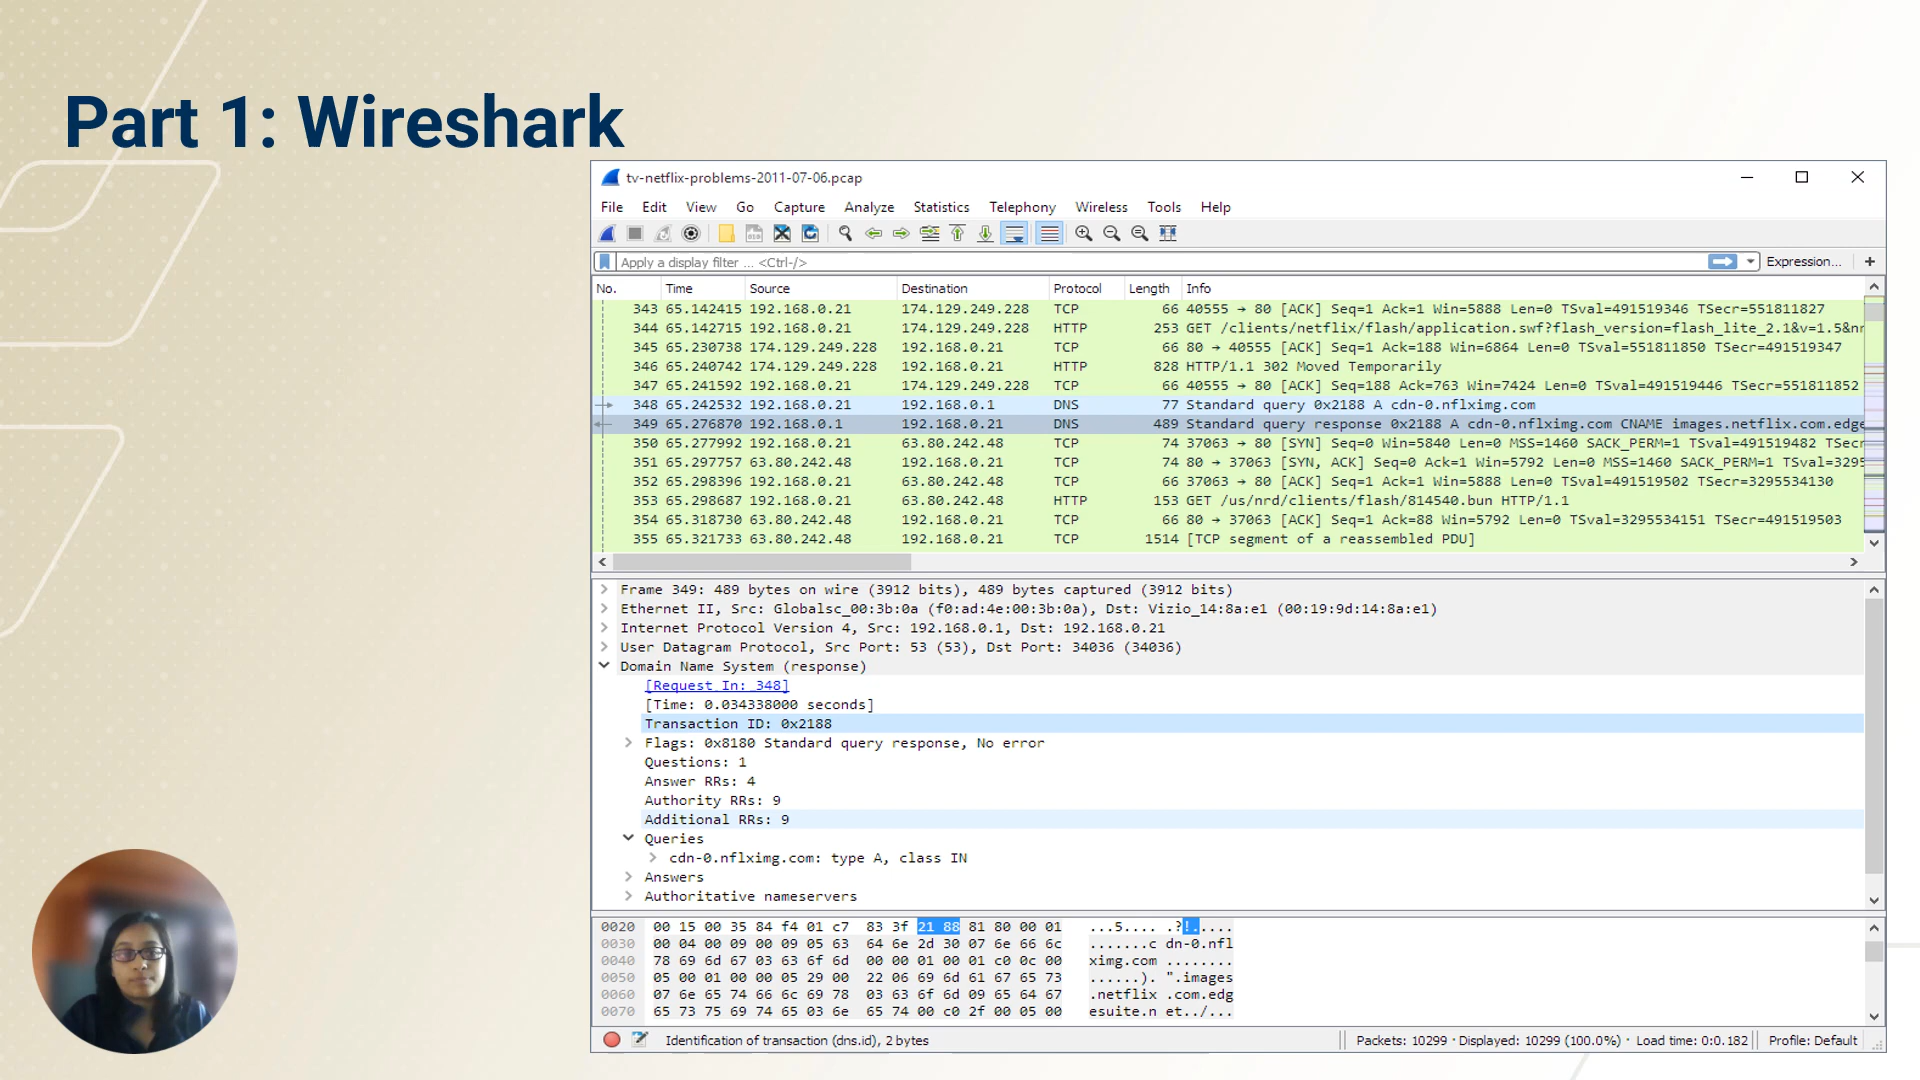 Part 1: Wireshark
tv-netflix-problems-2011-07-06.pcap
File Edit View Go Capture Analyze Statistics Telephony Wireless Tools Help
Apply a display filter ... <Ctrl-/> Expression... +
No. Time Source Destination Protocol Length Info
343 65.142415 192.168.0.21 174.129.249.228 TCP 66 40555 → 80 [ACK] Seq=1 Ack=1 Win=5888 Len=0 TSval=491519346 TSecr=551811827
344 65.142715 192.168.0.21 174.129.249.228 HTTP 253 GET /clients/netflix/flash/application.swf?flash_version=flash_lite_2.1&v=1.5&nr
345 65.230738 174.129.249.228 192.168.0.21 TCP 66 80 → 40555 [ACK] Seq=1 Ack=188 Win=6864 Len=0 TSval=551811850 TSecr=491519347
346 65.240742 174.129.249.228 192.168.0.21 HTTP 828 HTTP/1.1 302 Moved Temporarily
347 65.241592 192.168.0.21 174.129.249.228 TCP 66 40555 → 80 [ACK] Seq=188 Ack=763 Win=7424 Len=0 TSval=491519446 TSecr=551811852
348 65.242532 192.168.0.21 192.168.0.1 DNS 77 Standard query 0x2188 A cdn-0.nflximg.com
349 65.276870 192.168.0.1 192.168.0.21 DNS 489 Standard query response 0x2188 A cdn-0.nflximg.com CNAME images.netflix.com.edge
350 65.277992 192.168.0.21 63.80.242.48 TCP 74 37063 → 80 [SYN] Seq=0 Win=5840 Len=0 MSS=1460 SACK_PERM=1 TSval=491519482 TSecr
351 65.297757 63.80.242.48 192.168.0.21 TCP 74 80 → 37063 [SYN, ACK] Seq=0 Ack=1 Win=5792 Len=0 MSS=1460 SACK_PERM=1 TSval=3295
352 65.298396 192.168.0.21 63.80.242.48 TCP 66 37063 → 80 [ACK] Seq=1 Ack=1 Win=5888 Len=0 TSval=491519502 TSecr=3295534130
353 65.298687 192.168.0.21 63.80.242.48 HTTP 153 GET /us/nrd/clients/flash/814540.bun HTTP/1.1
354 65.318730 63.80.242.48 192.168.0.21 TCP 66 80 → 37063 [ACK] Seq=1 Ack=88 Win=5792 Len=0 TSval=3295534151 TSecr=491519503
355 65.321733 63.80.242.48 192.168.0.21 TCP 1514 [TCP segment of a reassembled PDU]
Frame 349: 489 bytes on wire (3912 bits), 489 bytes captured (3912 bits)
Ethernet II, Src: Globalsc_00:3b:0a (f0:ad:4e:00:3b:0a), Dst: Vizio_14:8a:e1 (00:19:9d:14:8a:e1)
Internet Protocol Version 4, Src: 192.168.0.1, Dst: 192.168.0.21
User Datagram Protocol, Src Port: 53 (53), Dst Port: 34036 (34036)
Domain Name System (response)
[Request In: 348]
[Time: 0.034338000 seconds]
Transaction ID: 0x2188
Flags: 0x8180 Standard query response, No error
Questions: 1
Answer RRs: 4
Authority RRs: 9
Additional RRs: 9
Queries
cdn-0.nflximg.com: type A, class IN
Answers
Authoritative nameservers
0020 00 15 00 35 84 f4 01 c7 83 3f 21 88 81 80 00 01 ...5.... .?!.....
0030 00 04 00 09 00 09 05 63 64 6e 2d 30 07 6e 66 6c .......c dn-0.nfl
0040 78 69 6d 67 03 63 6f 6d 00 00 01 00 01 c0 0c 00 ximg.com ........
0050 05 00 01 00 00 05 29 00 22 06 69 6d 61 67 65 73 ......). ".images
0060 07 6e 65 74 66 6c 69 78 03 63 6f 6d 09 65 64 67 .netflix .com.edg
0070 65 73 75 69 74 65 03 6e 65 74 00 c0 2f 00 05 00 esuite.n et../...
Identification of transaction (dns.id), 2 bytes Packets: 10299 · Displayed: 10299 (100.0%) · Load time: 0:0.182 Profile: Default